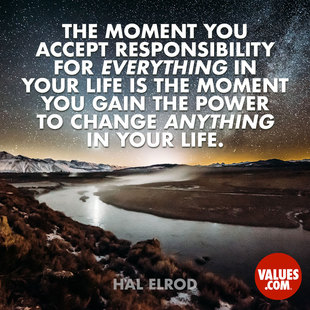 THE MOMENT YOU
ACCEPT RESPONSIBILITY
FOR EVERYTHING IN
YOUR LIFE IS THE MOMENT
YOU GAIN THE POWER
TO CHANGE ANYTHING
IN YOUR LIFE.
HAL ELROD
VALUES
.COM